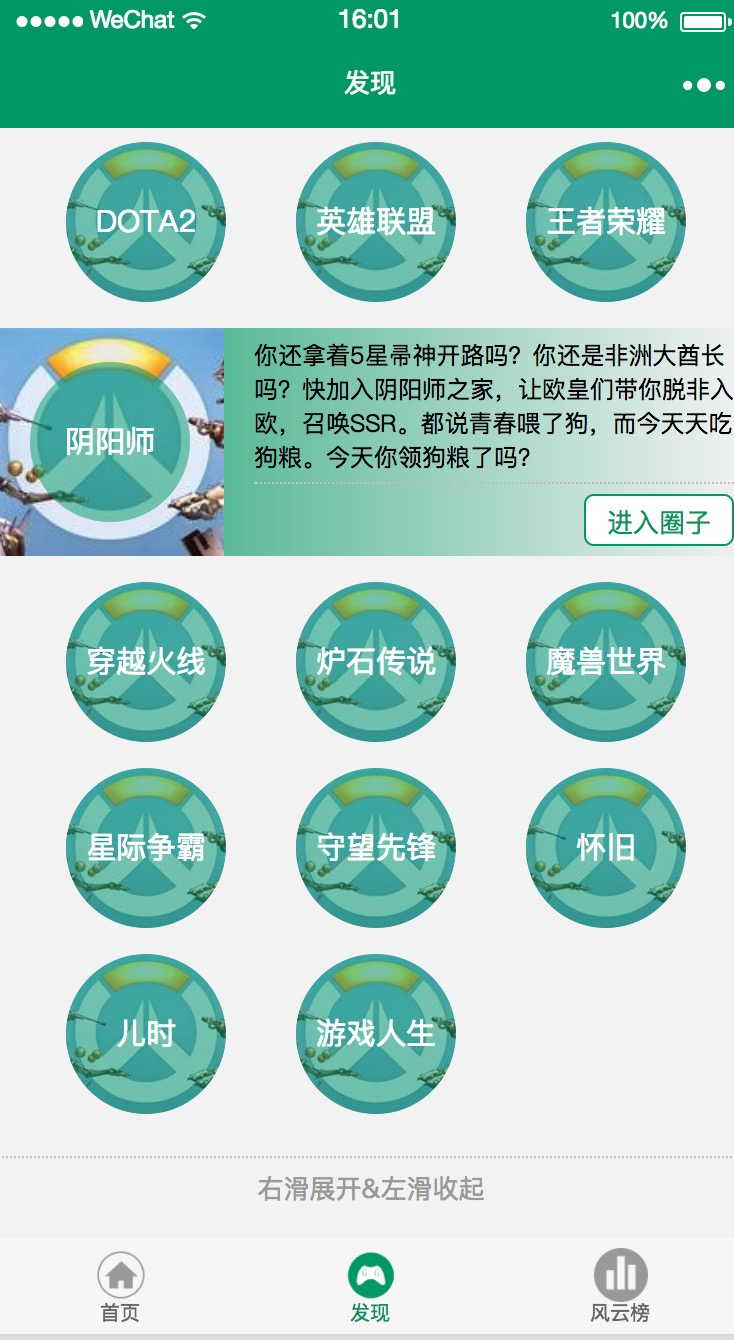 WeChat 16:01 100%
发现
DOTA2 英雄联盟 王者荣耀
阴阳师
你还拿着5星帚神开路吗？你还是非洲大酋长
吗？快加入阴阳师之家，让欧皇们带你脱非入
欧，召唤SSR。都说青春喂了狗，而今天天吃
狗粮。今天你领狗粮了吗?
进入圈子
穿越火线 炉石传说 魔兽世界
星际争霸 守望先锋 怀旧
儿时 游戏人生
右滑展开&左滑收起
首页 发现 风云榜